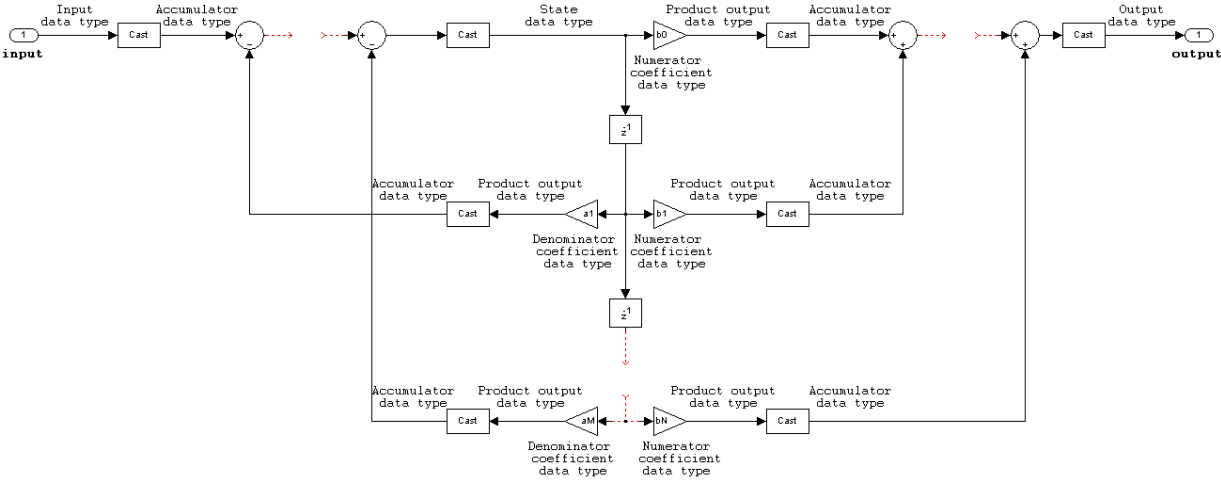 Input
data type
Accumulator
data type
State
data type
Product output
data type
Accumulator
data type
Output
data type
1
Cast
+
−
+
−
Cast
b0
Cast
+
+
+
+
Cast
1
input
output
Numerator
coefficient
data type
z-1
Accumulator
data type
Product output
data type
Product output
data type
Accumulator
data type
Cast
a1
b1
Cast
Denominator
coefficient
data type
Numerator
coefficient
data type
z-1
Accumulator
data type
Product output
data type
Product output
data type
Accumulator
data type
Cast
aM
bN
Cast
Denominator
coefficient
data type
Numerator
coefficient
data type